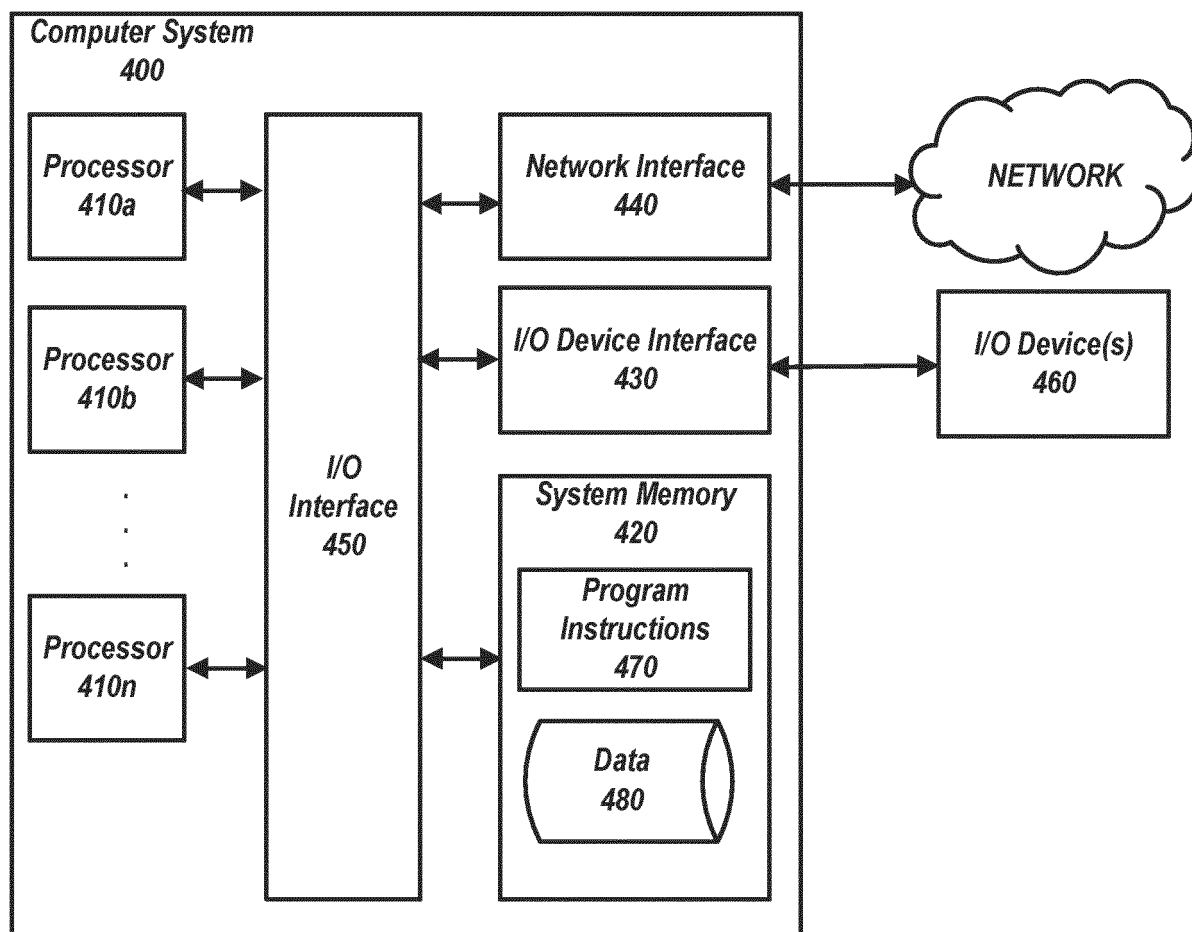 Computer System
400
Processor
410a
Processor
410b
.
.
.
Processor
410n
I/O
Interface
450
Network Interface
440
I/O Device Interface
430
System Memory
420
Program
Instructions
470
Data
480
NETWORK
I/O Device(s)
460